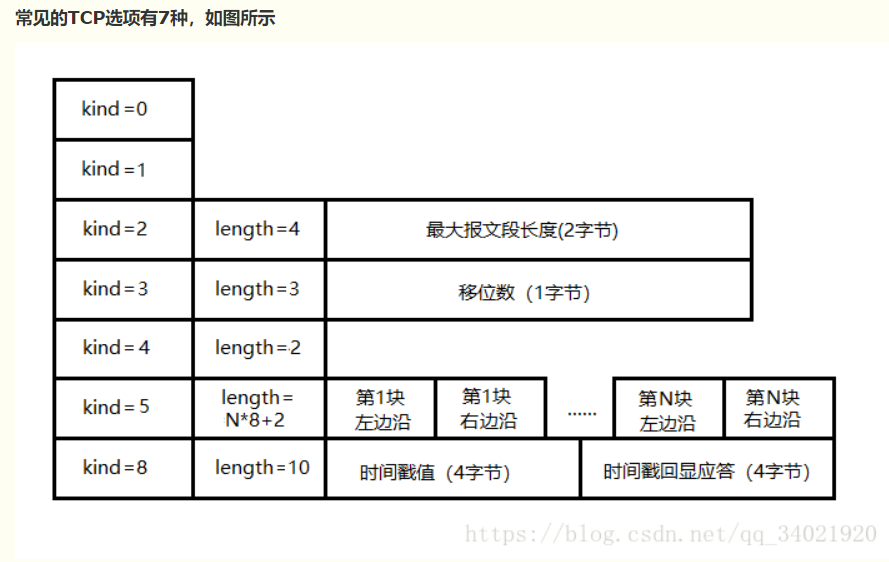 常见的TCP选项有7种，如图所示
kind=0
kind=1
kind=2 length=4 最大报文段长度(2字节)
kind=3 length=3 移位数（1字节）
kind=4 length=2
kind=5 length= N*8+2 第1块 左边沿 第1块 右边沿 ...... 第N块 左边沿 第N块 右边沿
kind=8 length=10 时间戳值（4字节） 时间戳回显应答（4字节）
https://blog.csdn.net/qq_34021920